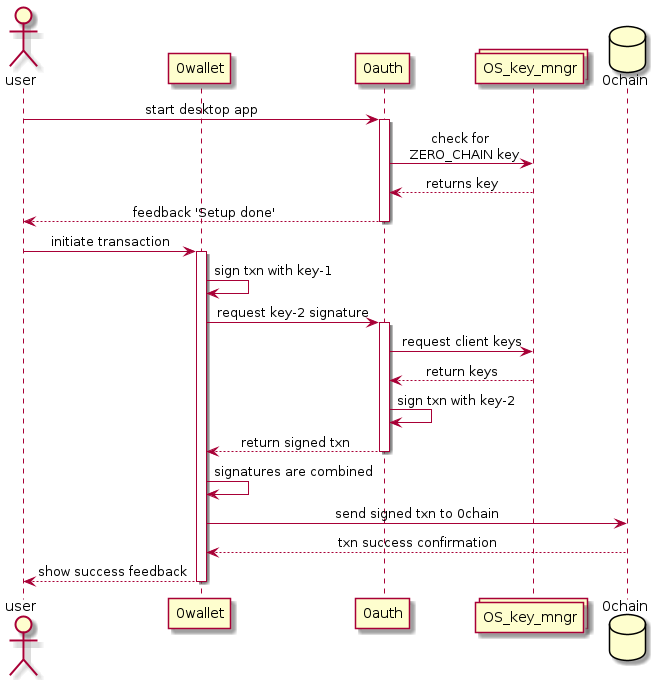 user
0wallet
0auth
OS_key_mngr
0chain
start desktop app
check for
ZERO_CHAIN key
returns key
feedback 'Setup done'
initiate transaction
sign txn with key-1
request key-2 signature
request client keys
return keys
sign txn with key-2
return signed txn
signatures are combined
send signed txn to 0chain
txn success confirmation
show success feedback
user
0wallet
0auth
OS_key_mngr
0chain